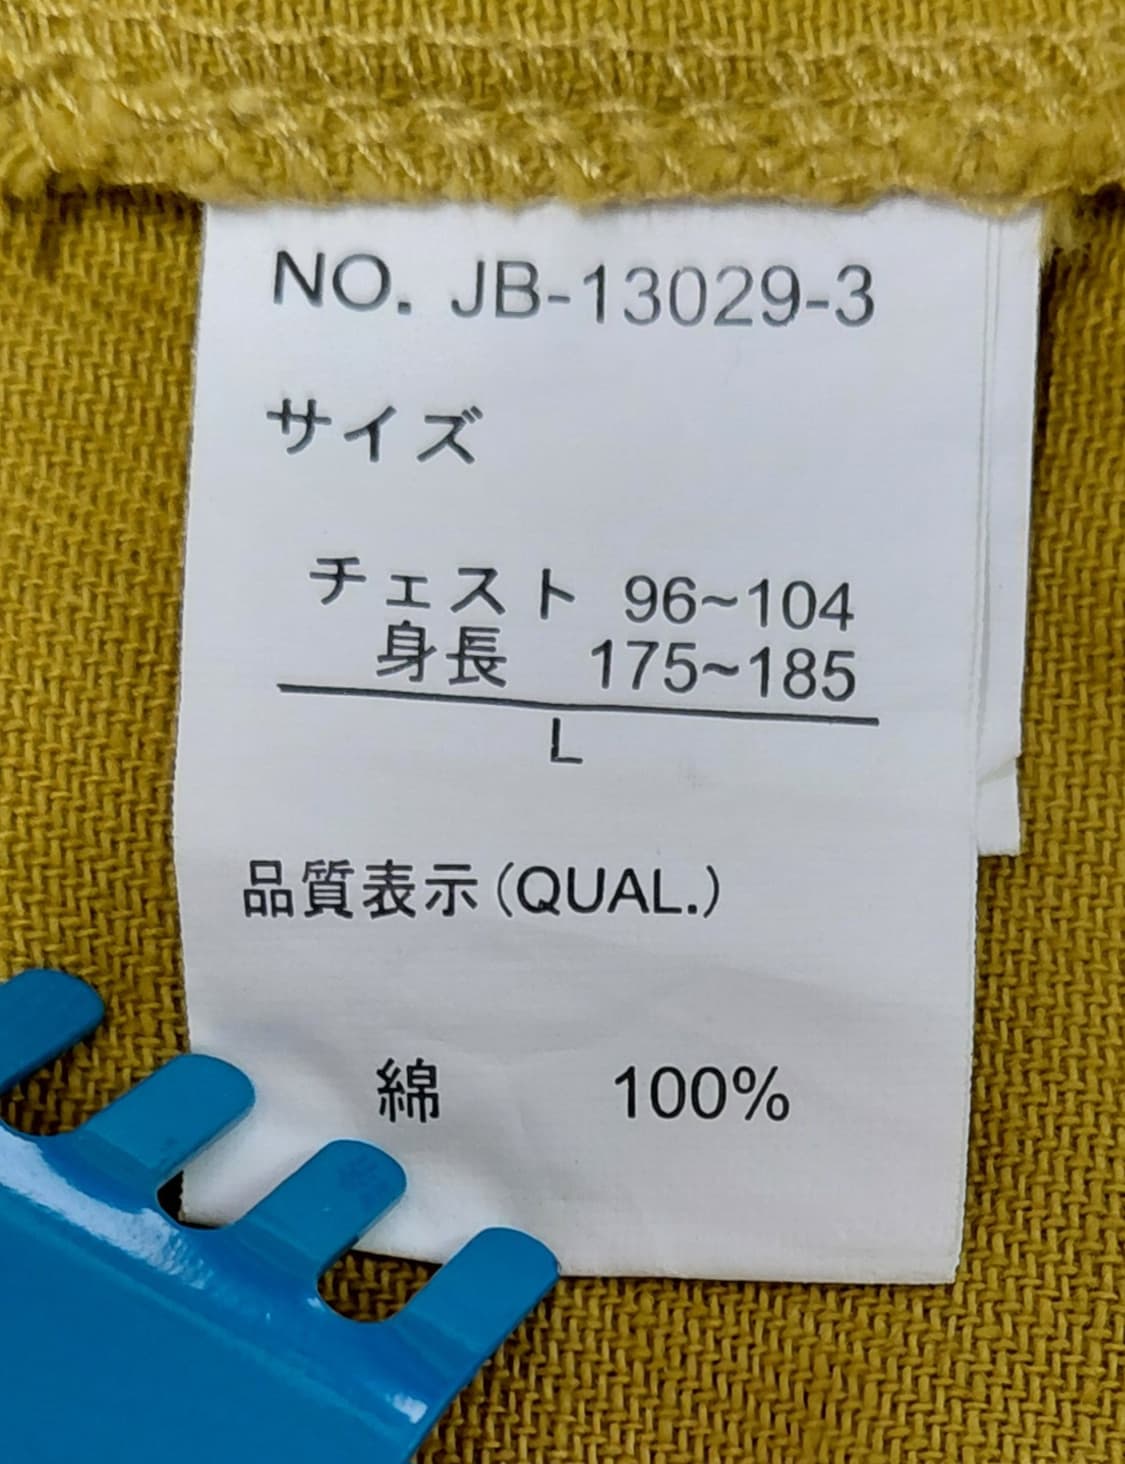 NO. JB-13029-3
サイズ
チェスト 96~104
身長 175~185
L
品質表示(QUAL.)
綿 100%